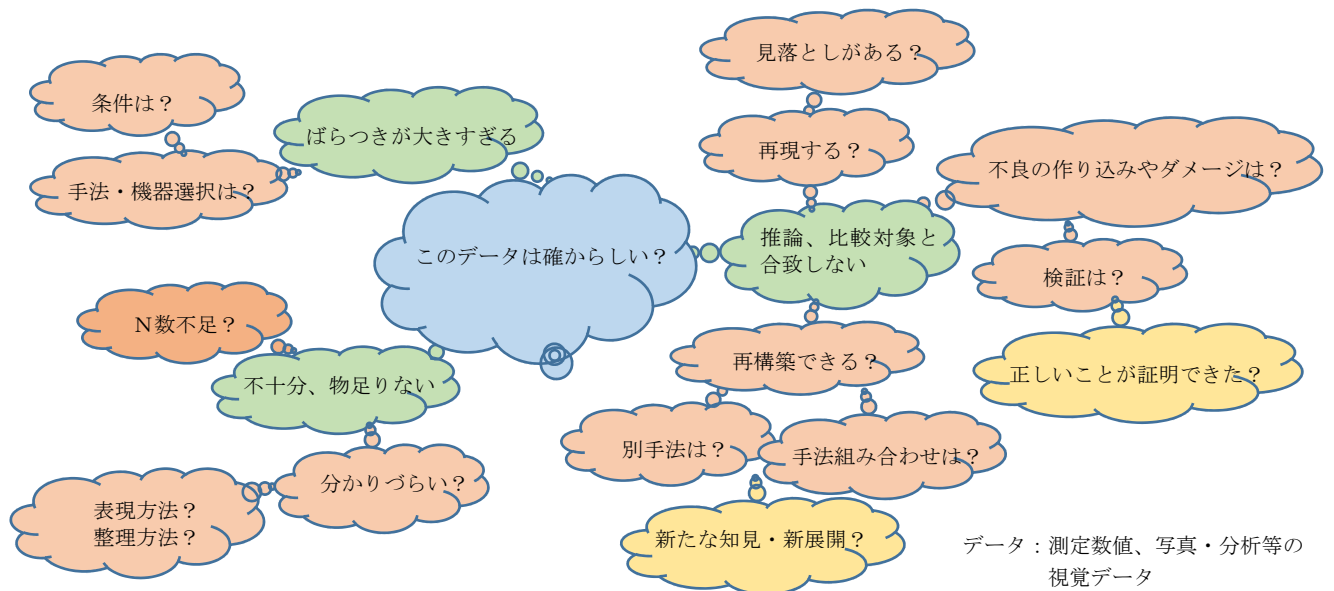 見落としがある？
条件は？
ばらつきが大きすぎる
再現する？
手法・機器選択は？
不良の作り込みやダメージは？
このデータは確からしい？
推論、比較対象と
合致しない
検証は？
Ｎ数不足？
再構築できる？
正しいことが証明できた？
不十分、物足りない
別手法は？
手法組み合わせは？
分かりづらい？
表現方法？
整理方法？
新たな知見・新展開？
データ：測定数値、写真・分析等の
視覚データ